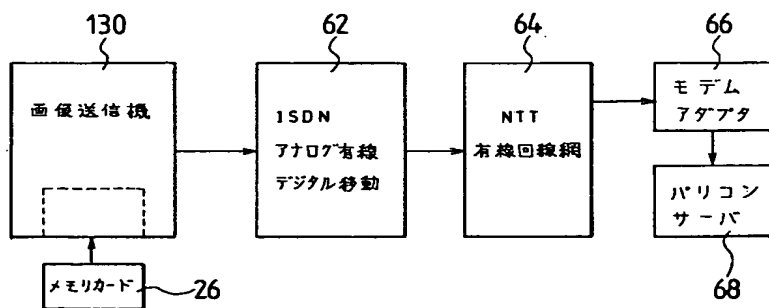 130
62
64
66
画像送信機
ISDN
アナログ有線
デジタル移動
NTT
有線回線網
モデム
アダプタ
パソコン
サーバ
メモリカード
26
68